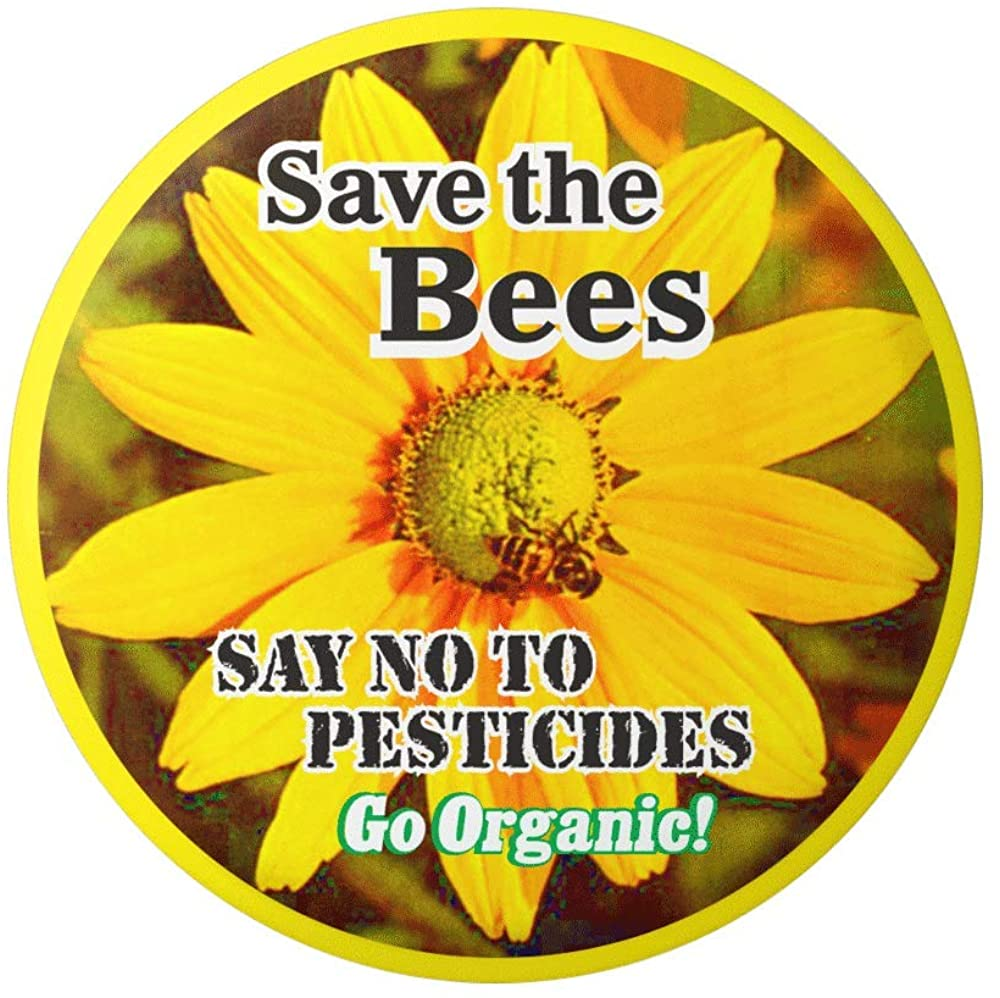 Save the
Bees
SAY NO TO
PESTICIDES
Go Organic!